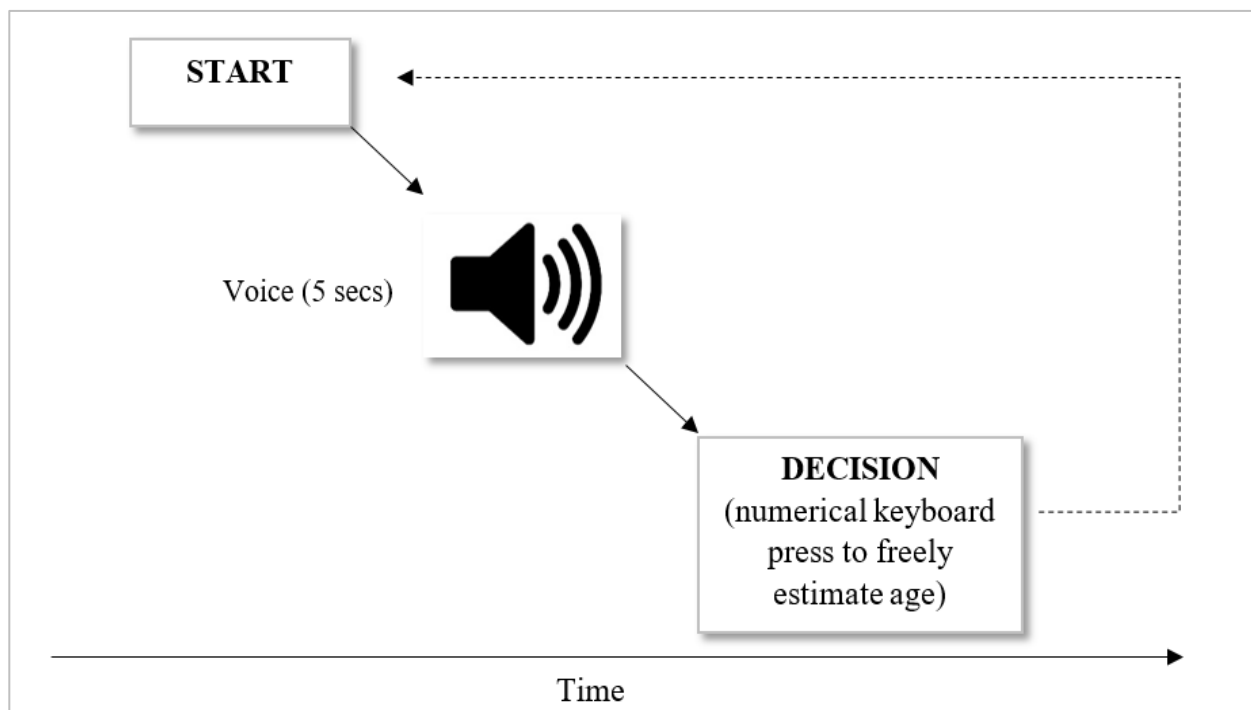 START
Voice (5 secs)
DECISION
(numerical keyboard
press to freely
estimate age)
Time